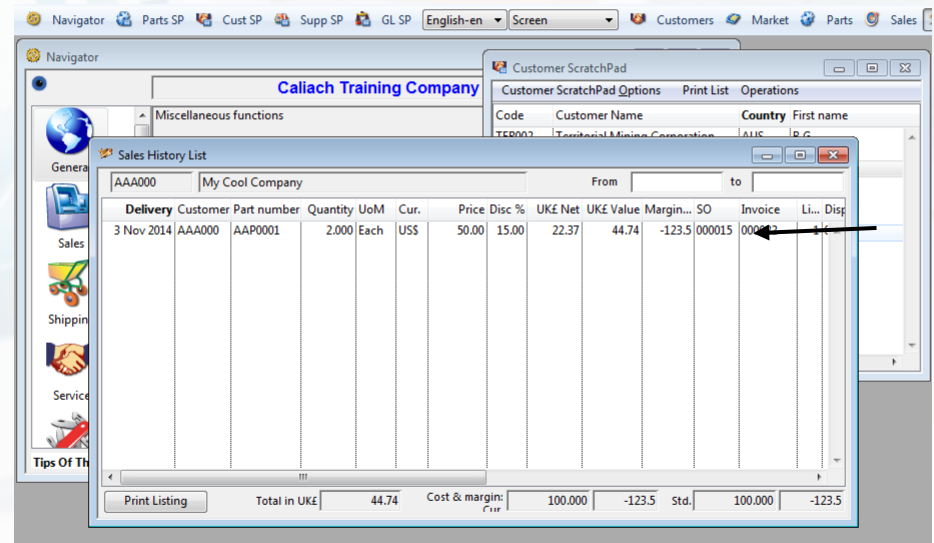 Navigator Parts SP Cust SP Supp SP GL SP English-en Screen Customers Market Parts Sales
Navigator
Caliach Training Company
Miscellaneous functions
Customer ScratchPad
Customer ScratchPad Options Print List Operations
Code Customer Name Country First name
TER002 Territorial Mining Corporation AUS
Genera
Sales
Shippin
Service
Tips Of Th
Sales History List
AAA000 My Cool Company From to
Delivery Customer Part number Quantity UoM Cur. Price Disc % UK£ Net UK£ Value Margin... SO Invoice Li... Disp
3 Nov 2014 AAA000 AAP0001 2.000 Each US$ 50.00 15.00 22.37 44.74 -123.5 000015 1
Print Listing Total in UK£ 44.74 Cost & margin: Cur 100.000 -123.5 Std. 100.000 -123.5